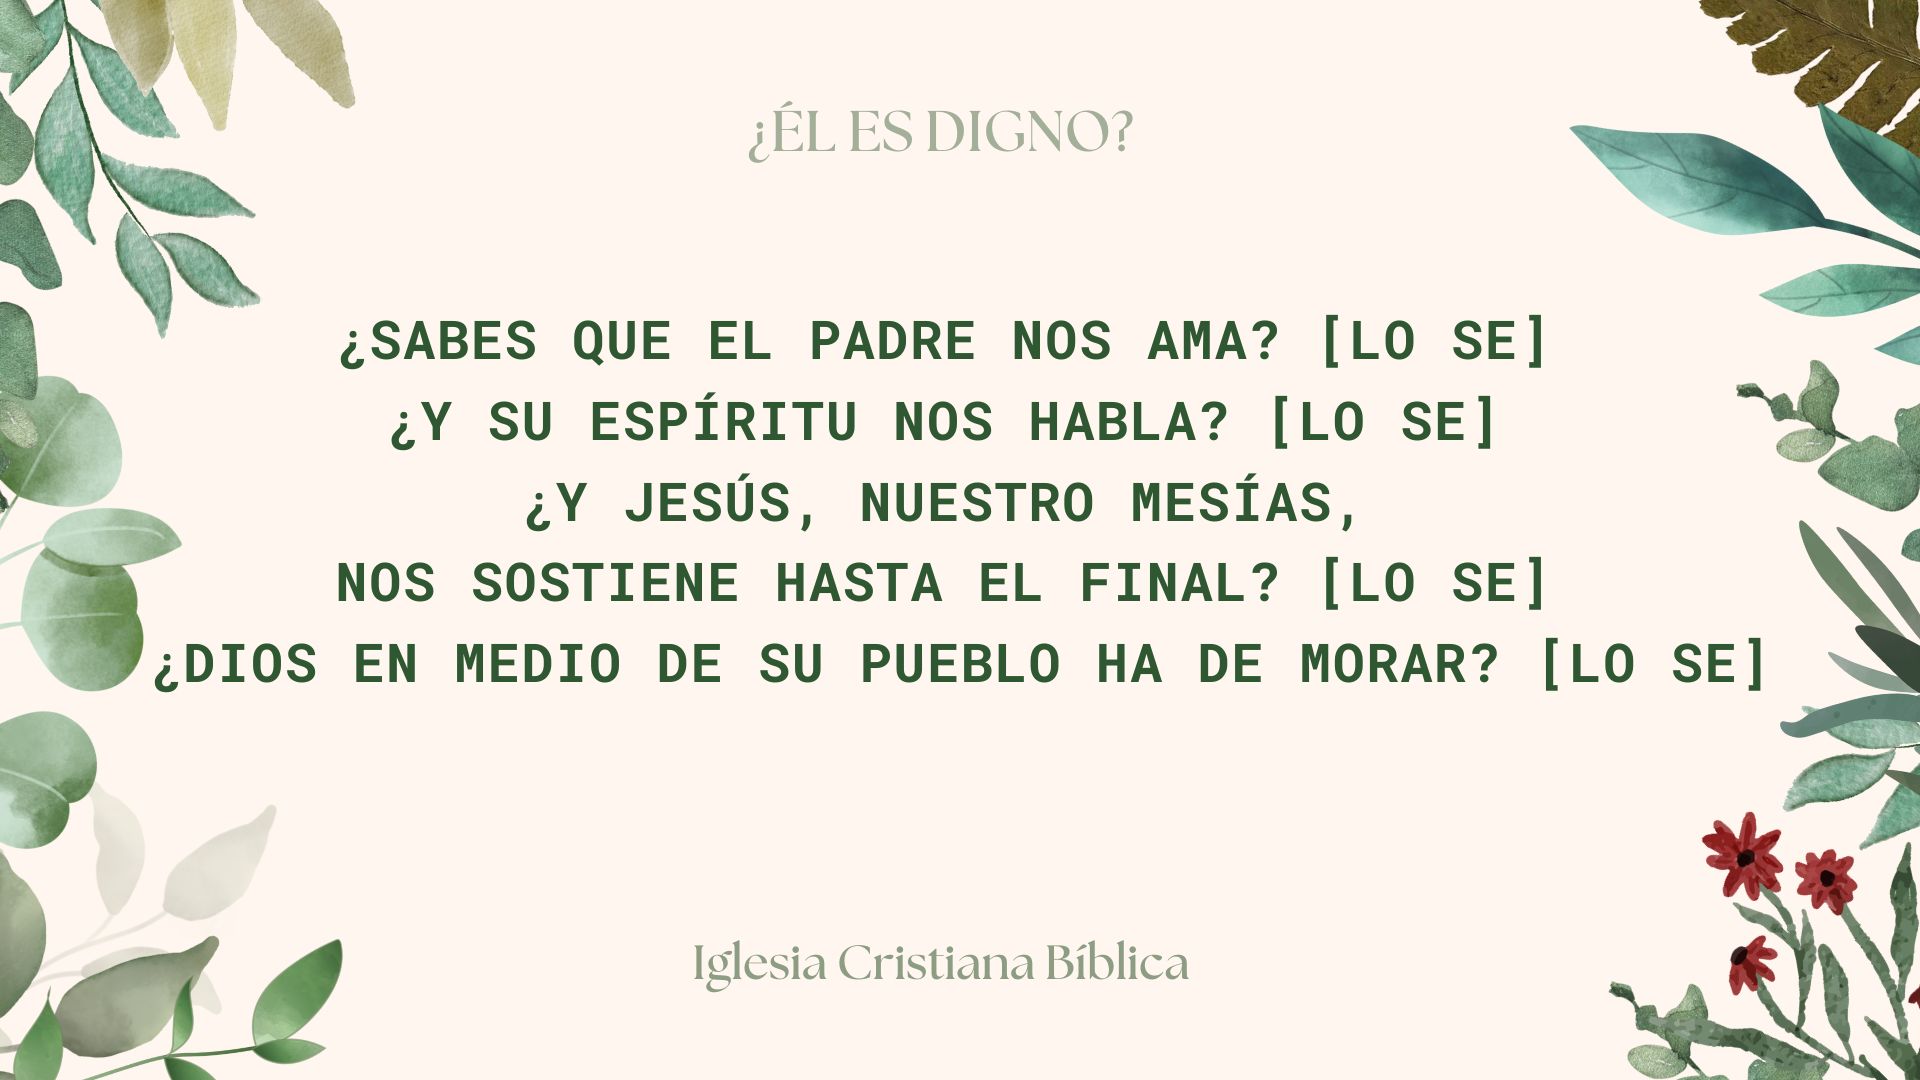 ¿ÉL ES DIGNO?
¿SABES QUE EL PADRE NOS AMA? [LO SE]
¿Y SU ESPÍRITU NOS HABLA? [LO SE]
¿Y JESÚS, NUESTRO MESÍAS,
NOS SOSTIENE HASTA EL FINAL? [LO SE]
¿DIOS EN MEDIO DE SU PUEBLO HA DE MORAR? [LO SE]
Iglesia Cristiana Bíblica